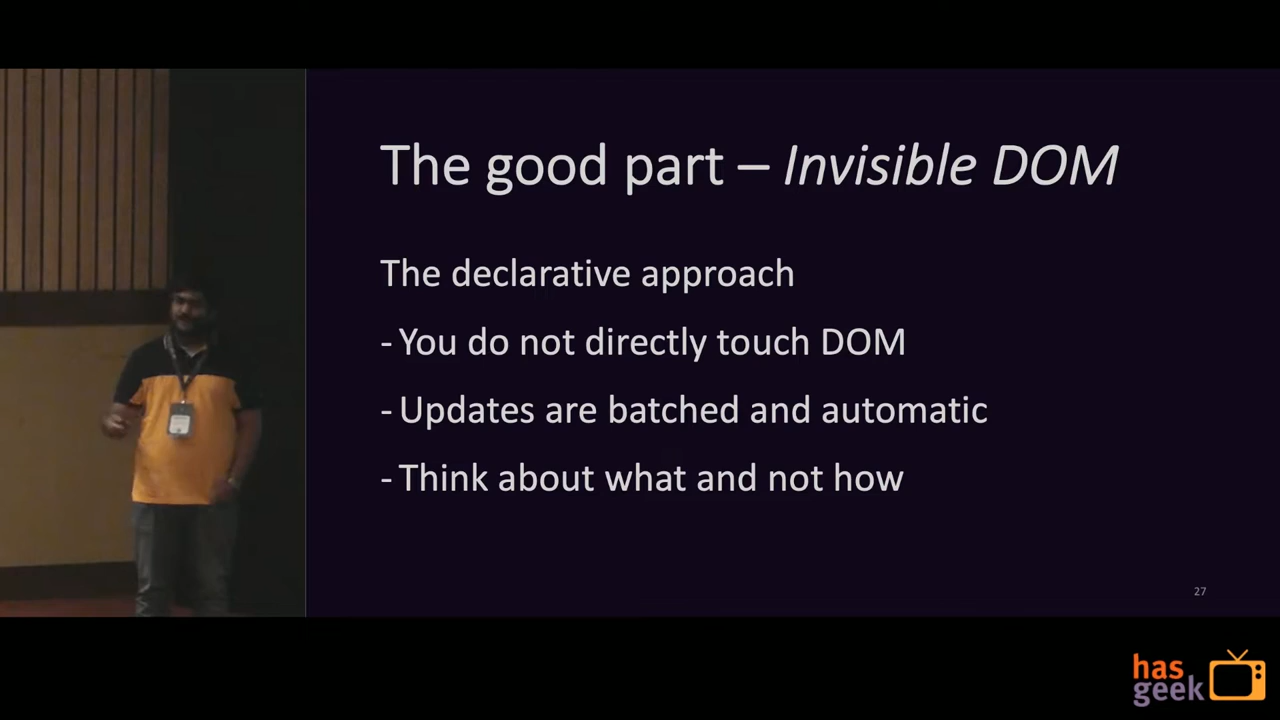 The good part – Invisible DOM
The declarative approach
- You do not directly touch DOM
- Updates are batched and automatic
- Think about what and not how
27
has
geek